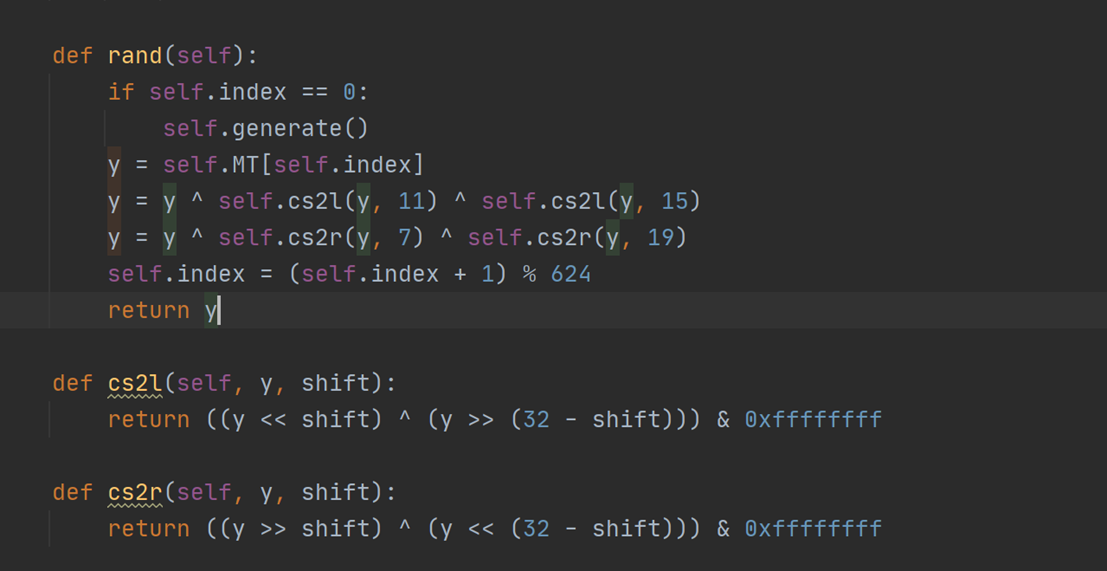 def rand(self):
    if self.index == 0:
        self.generate()
    y = self.MT[self.index]
    y = y ^ self.cs2l(y, 11) ^ self.cs2l(y, 15)
    y = y ^ self.cs2r(y, 7) ^ self.cs2r(y, 19)
    self.index = (self.index + 1) % 624
    return y
def cs2l(self, y, shift):
    return ((y << shift) ^ (y >> (32 - shift))) & 0xffffffff
def cs2r(self, y, shift):
    return ((y >> shift) ^ (y << (32 - shift))) & 0xffffffff